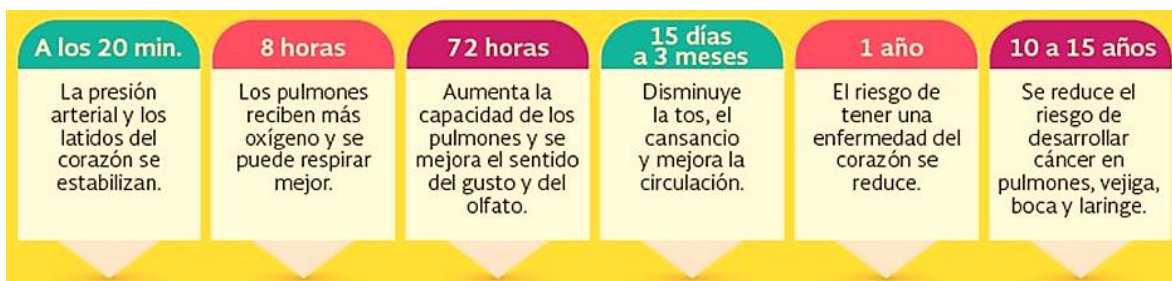 A los 20 min.
La presión
arterial y los
latidos del
corazón se
estabilizan.
8 horas
Los pulmones
reciben más
oxígeno y se
puede respirar
mejor.
72 horas
Aumenta la
capacidad de los
pulmones y se
mejora el sentido
del gusto y del
olfato.
15 días
a 3 meses
Disminuye
la tos, el
cansancio
y mejora la
circulación.
1 año
El riesgo de
tener una
enfermedad del
corazón se
reduce.
10 a 15 años
Se reduce el
riesgo de
desarrollar
cáncer en
pulmones, vejiga,
boca y laringe.